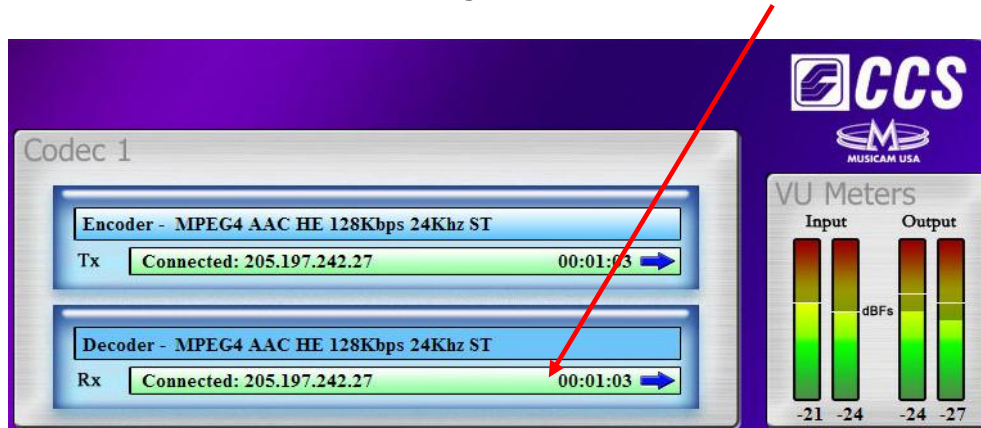 CCS
MUSICAM USA
Codec 1
Encoder - MPEG4 AAC HE 128Kbps 24Khz ST
Tx Connected: 205.197.242.27 00:01:03
Decoder - MPEG4 AAC HE 128Kbps 24Khz ST
Rx Connected: 205.197.242.27 00:01:03
VU Meters
Input Output
dBFs
-21 -24 -24 -27